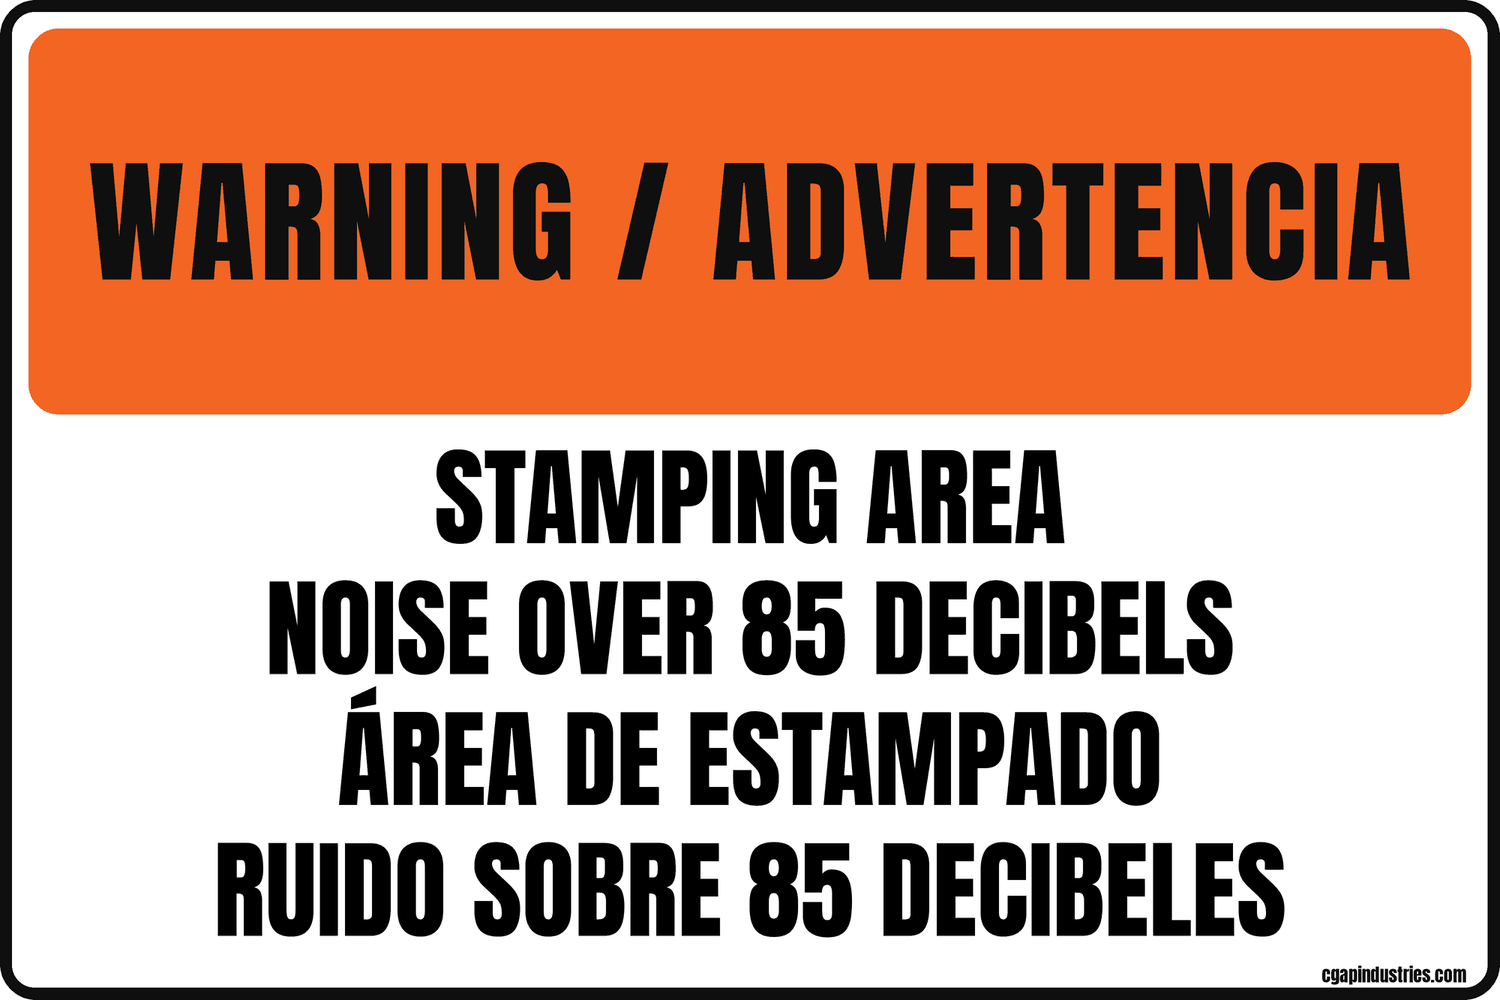 WARNING / ADVERTENCIA
STAMPING AREA
NOISE OVER 85 DECIBELS
ÁREA DE ESTAMPADO
RUIDO SOBRE 85 DECIBELES
cgapindustries.com